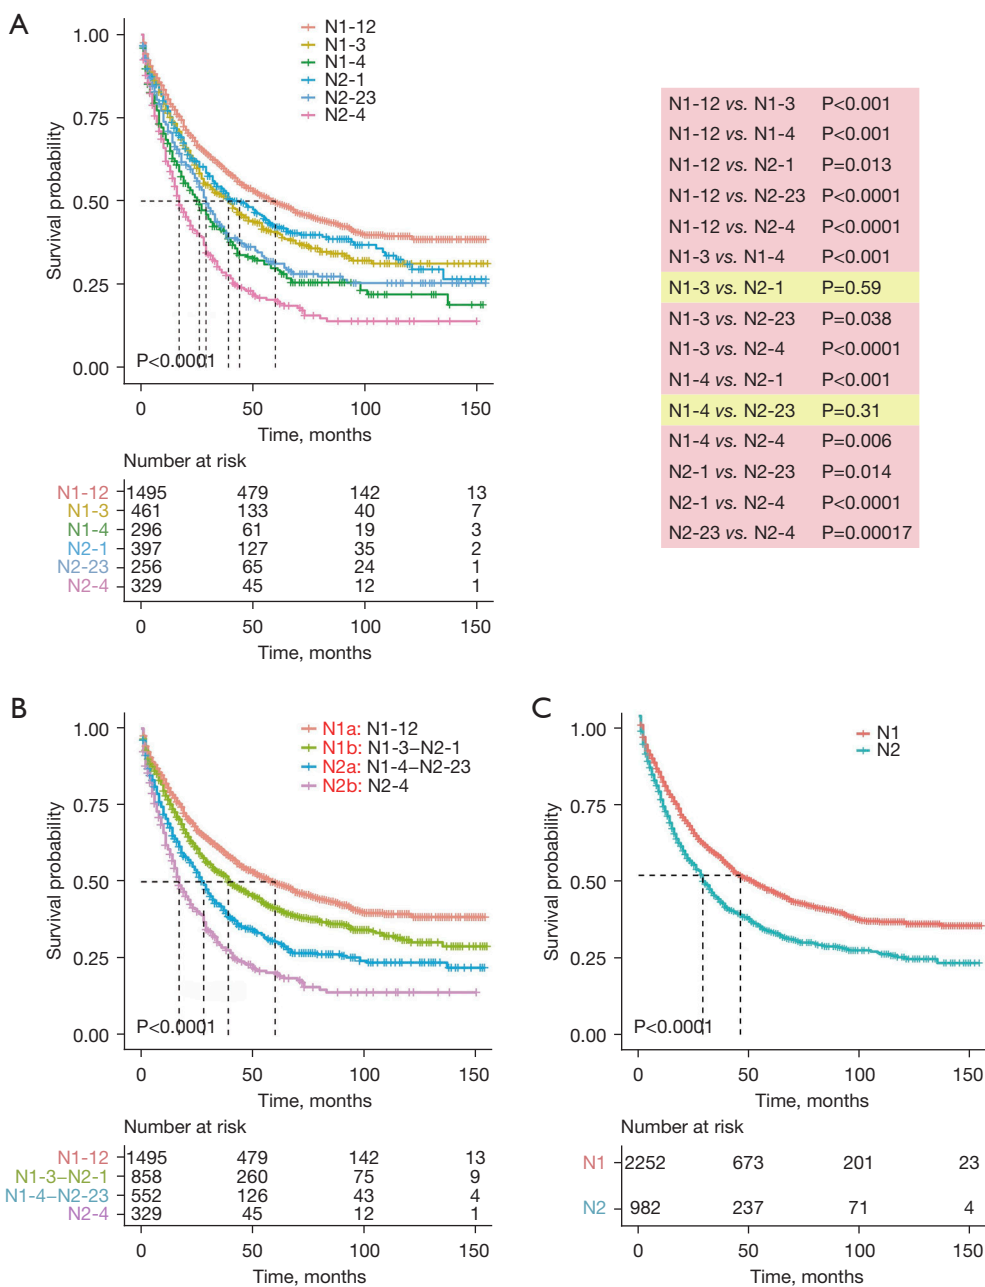 A
N1-12
N1-3
N1-4
N2-1
N2-23
N2-4
1.00
0.75
0.50
0.25
0.00
Survival probability
P<0.0001
0 50 100 150
Time, months
Number at risk
N1-12 1495 479 142 13
N1-3 461 133 40 7
N1-4 296 61 19 3
N2-1 397 127 35 2
N2-23 256 65 24 1
N2-4 329 45 12 1
0 50 100 150
Time, months
N1-12 vs. N1-3 P<0.001
N1-12 vs. N1-4 P<0.001
N1-12 vs. N2-1 P=0.013
N1-12 vs. N2-23 P<0.0001
N1-12 vs. N2-4 P<0.0001
N1-3 vs. N1-4 P<0.001
N1-3 vs. N2-1 P=0.59
N1-3 vs. N2-23 P=0.038
N1-3 vs. N2-4 P<0.0001
N1-4 vs. N2-1 P<0.001
N1-4 vs. N2-23 P=0.31
N1-4 vs. N2-4 P=0.006
N2-1 vs. N2-23 P=0.014
N2-1 vs. N2-4 P<0.0001
N2-23 vs. N2-4 P=0.00017
B
N1a: N1-12
N1b: N1-3–N2-1
N2a: N1-4–N2-23
N2b: N2-4
1.00
0.75
0.50
0.25
0.00
Survival probability
P<0.0001
0 50 100 150
Time, months
Number at risk
N1-12 1495 479 142 13
N1-3–N2-1 858 260 75 9
N1-4–N2-23 552 126 43 4
N2-4 329 45 12 1
0 50 100 150
Time, months
C
N1
N2
1.00
0.75
0.50
0.25
0.00
Survival probability
P<0.0001
0 50 100 150
Time, months
Number at risk
N1 2252 673 201 23
N2 982 237 71 4
0 50 100 150
Time, months